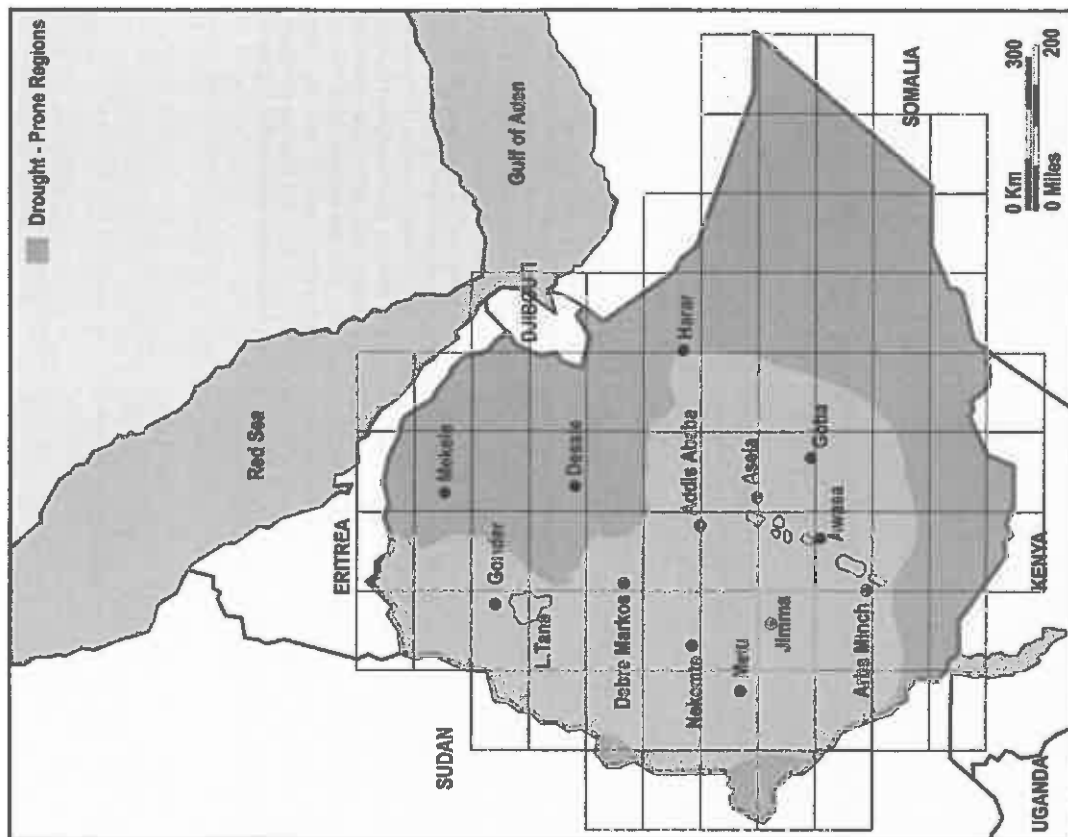 Drought - Prone Regions
Red Sea
Gulf of Aden
ERITREA
SUDAN
DJIBOUTI
Mekele
Gonder
L.Tana
Dessie
Debre Markos
Addis Ababa
Harar
Nekemte
Metu
Asela
Jimma
Goba
Awasa
Arba Minch
SOMALIA
KENYA
UGANDA
0 Km 300
0 Miles 200